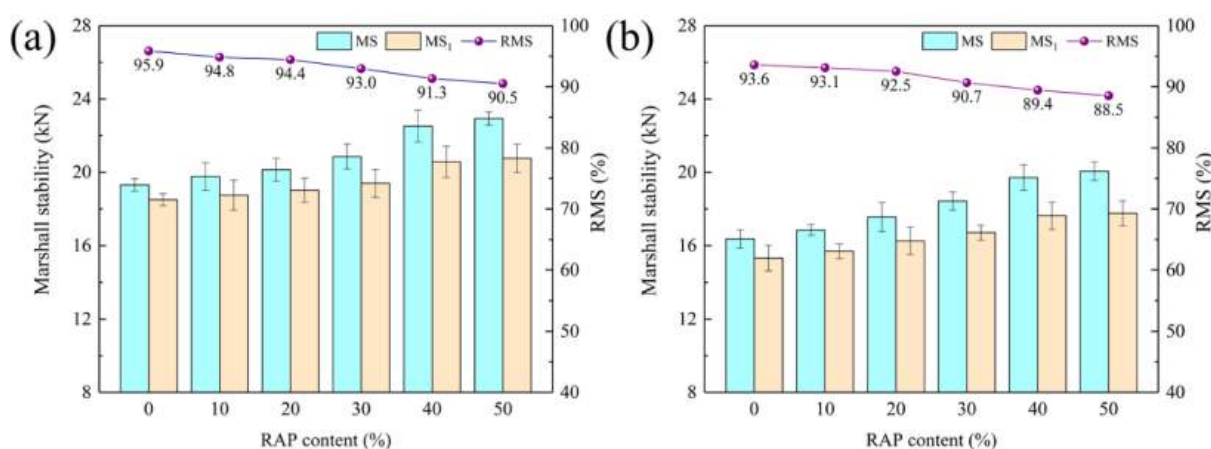 (a)
MS MS₁ RMS
95.9 94.8 94.4 93.0 91.3 90.5
Marshall stability (kN)
28
24
20
16
12
8
RMS (%)
100
90
80
70
60
50
40
0 10 20 30 40 50
RAP content (%)
(b)
MS MS₁ RMS
93.6 93.1 92.5 90.7 89.4 88.5
Marshall stability (kN)
28
24
20
16
12
8
RMS (%)
100
90
80
70
60
50
40
0 10 20 30 40 50
RAP content (%)